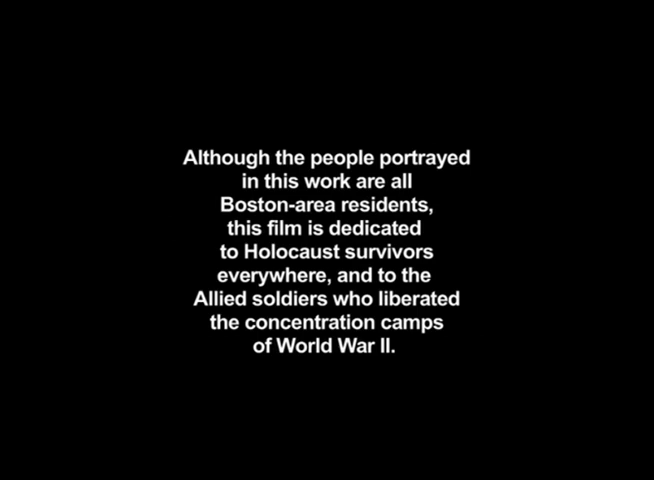 Although the people portrayed
in this work are all
Boston-area residents,
this film is dedicated
to Holocaust survivors
everywhere, and to the
Allied soldiers who liberated
the concentration camps
of World War II.